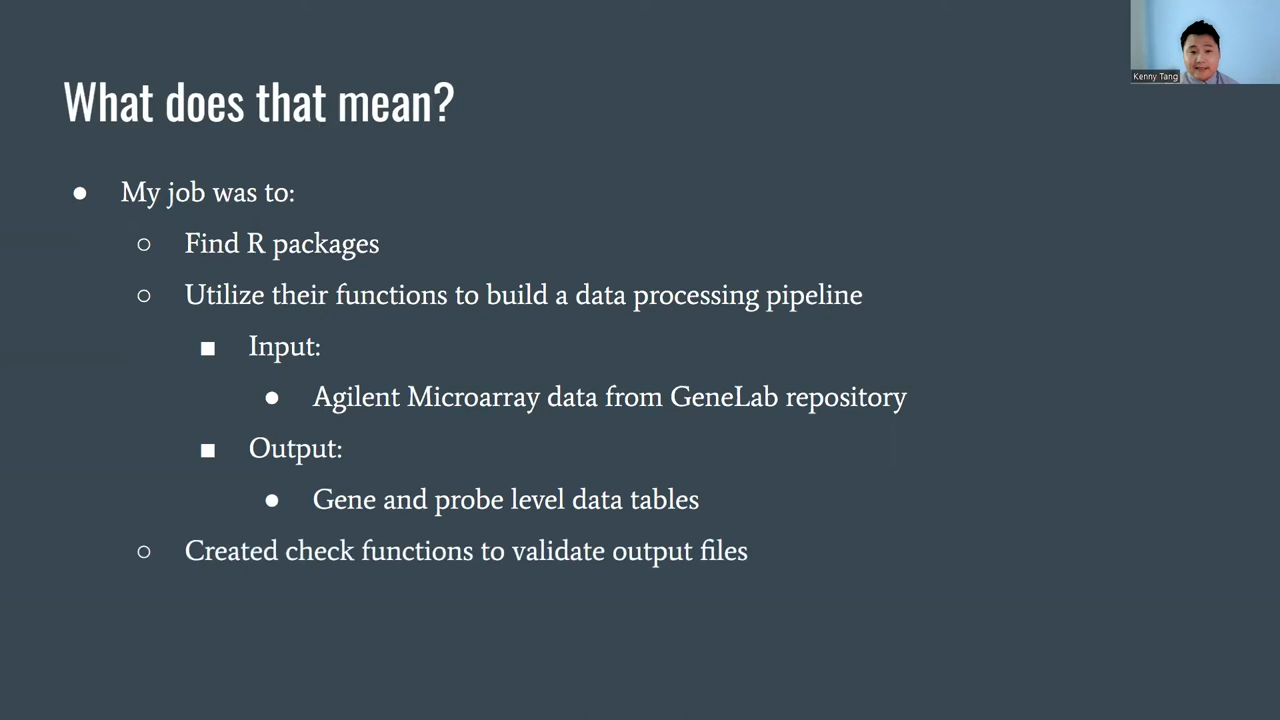 Kenny Tang
What does that mean?
● My job was to:
○ Find R packages
○ Utilize their functions to build a data processing pipeline
■ Input:
● Agilent Microarray data from GeneLab repository
■ Output:
● Gene and probe level data tables
○ Created check functions to validate output files